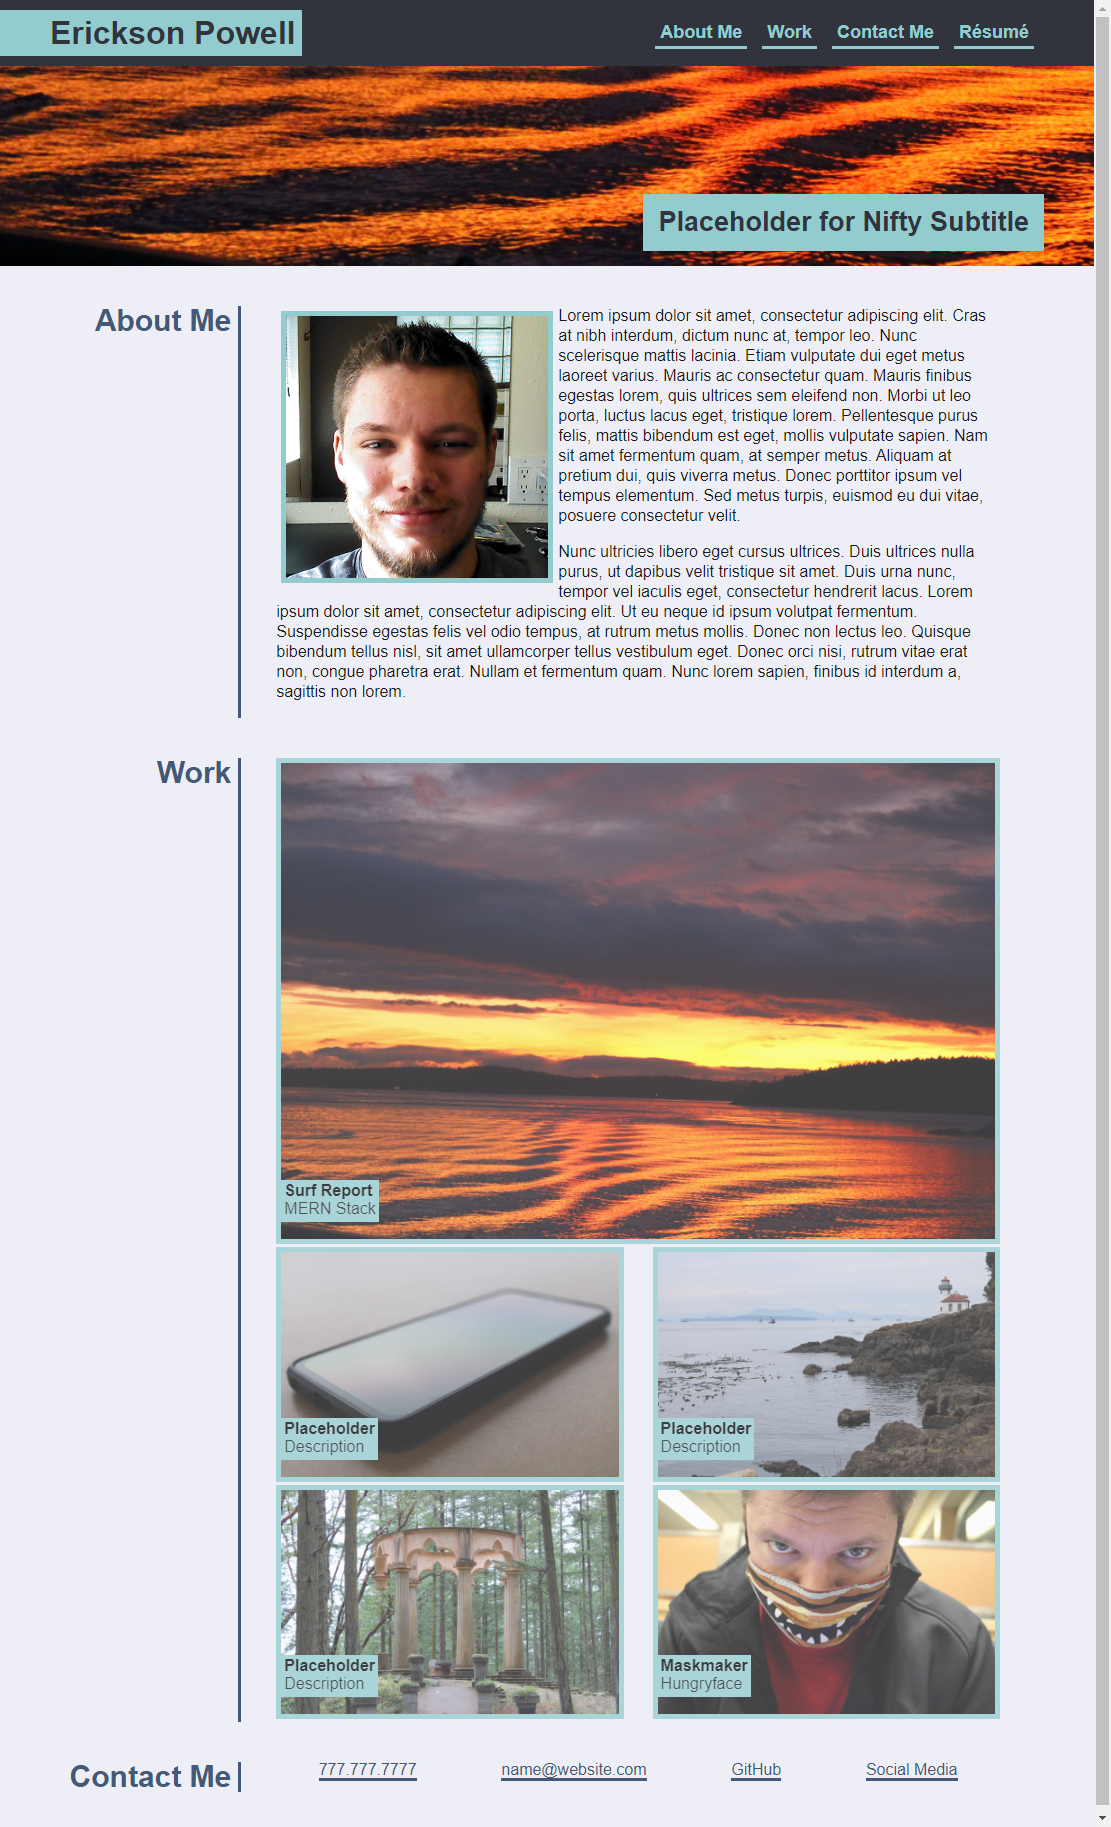 Erickson Powell
About Me Work Contact Me Résumé
Placeholder for Nifty Subtitle
About Me
Lorem ipsum dolor sit amet, consectetur adipiscing elit. Cras
at nibh interdum, dictum nunc at, tempor leo. Nunc
scelerisque mattis lacinia. Etiam vulputate dui eget metus
laoreet varius. Mauris ac consectetur quam. Mauris finibus
egestas lorem, quis ultrices sem eleifend non. Morbi ut leo
porta, luctus lacus eget, tristique lorem. Pellentesque purus
felis, mattis bibendum est eget, mollis vulputate sapien. Nam
sit amet fermentum quam, at semper metus. Aliquam at
pretium dui, quis viverra metus. Donec porttitor ipsum vel
tempus elementum. Sed metus turpis, euismod eu dui vitae,
posuere consectetur velit.
Nunc ultricies libero eget cursus ultrices. Duis ultrices nulla
purus, ut dapibus velit tristique sit amet. Duis urna nunc,
tempor vel iaculis eget, consectetur hendrerit lacus. Lorem
ipsum dolor sit amet, consectetur adipiscing elit. Ut eu neque id ipsum volutpat fermentum.
Suspendisse egestas felis vel odio tempus, at rutrum metus mollis. Donec non lectus leo. Quisque
bibendum tellus nisl, sit amet ullamcorper tellus vestibulum eget. Donec orci nisi, rutrum vitae erat
non, congue pharetra erat. Nullam et fermentum quam. Nunc lorem sapien, finibus id interdum a,
sagittis non lorem.
Work
Surf Report
MERN Stack
Placeholder
Description
Placeholder
Description
Placeholder
Description
Maskmaker
Hungryface
Contact Me
777.777.7777 name@website.com GitHub Social Media